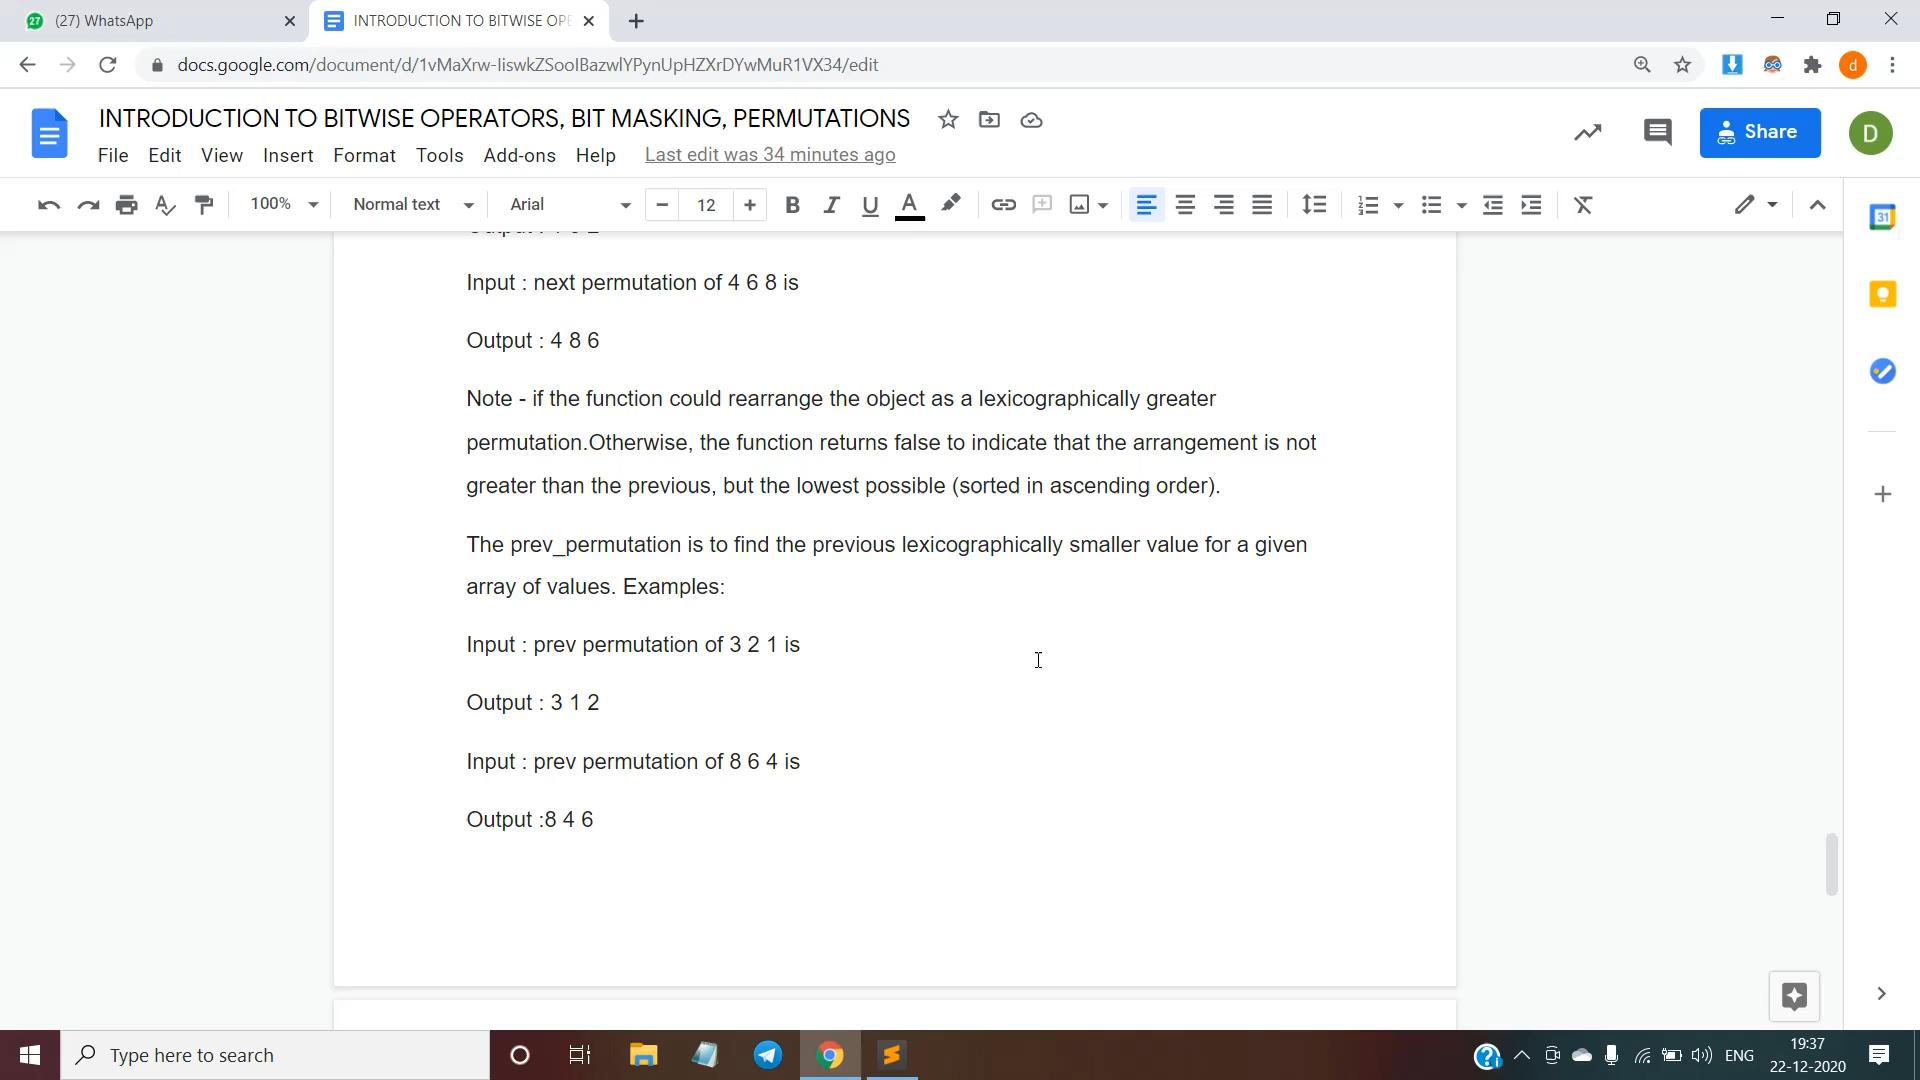 27 (27) WhatsApp
INTRODUCTION TO BITWISE OPE
docs.google.com/document/d/1vMaXrw-IiswkZSooIBazwlYPynUpHZXrDYwMuR1VX34/edit
d
INTRODUCTION TO BITWISE OPERATORS, BIT MASKING, PERMUTATIONS
Share
D
File Edit View Insert Format Tools Add-ons Help Last edit was 34 minutes ago
100% Normal text Arial 12 B I U A
31
Input : next permutation of 4 6 8 is
Output : 4 8 6
Note - if the function could rearrange the object as a lexicographically greater
permutation.Otherwise, the function returns false to indicate that the arrangement is not
greater than the previous, but the lowest possible (sorted in ascending order).
The prev_permutation is to find the previous lexicographically smaller value for a given
array of values. Examples:
Input : prev permutation of 3 2 1 is
Output : 3 1 2
Input : prev permutation of 8 6 4 is
Output :8 4 6
Type here to search
ENG
19:37
22-12-2020